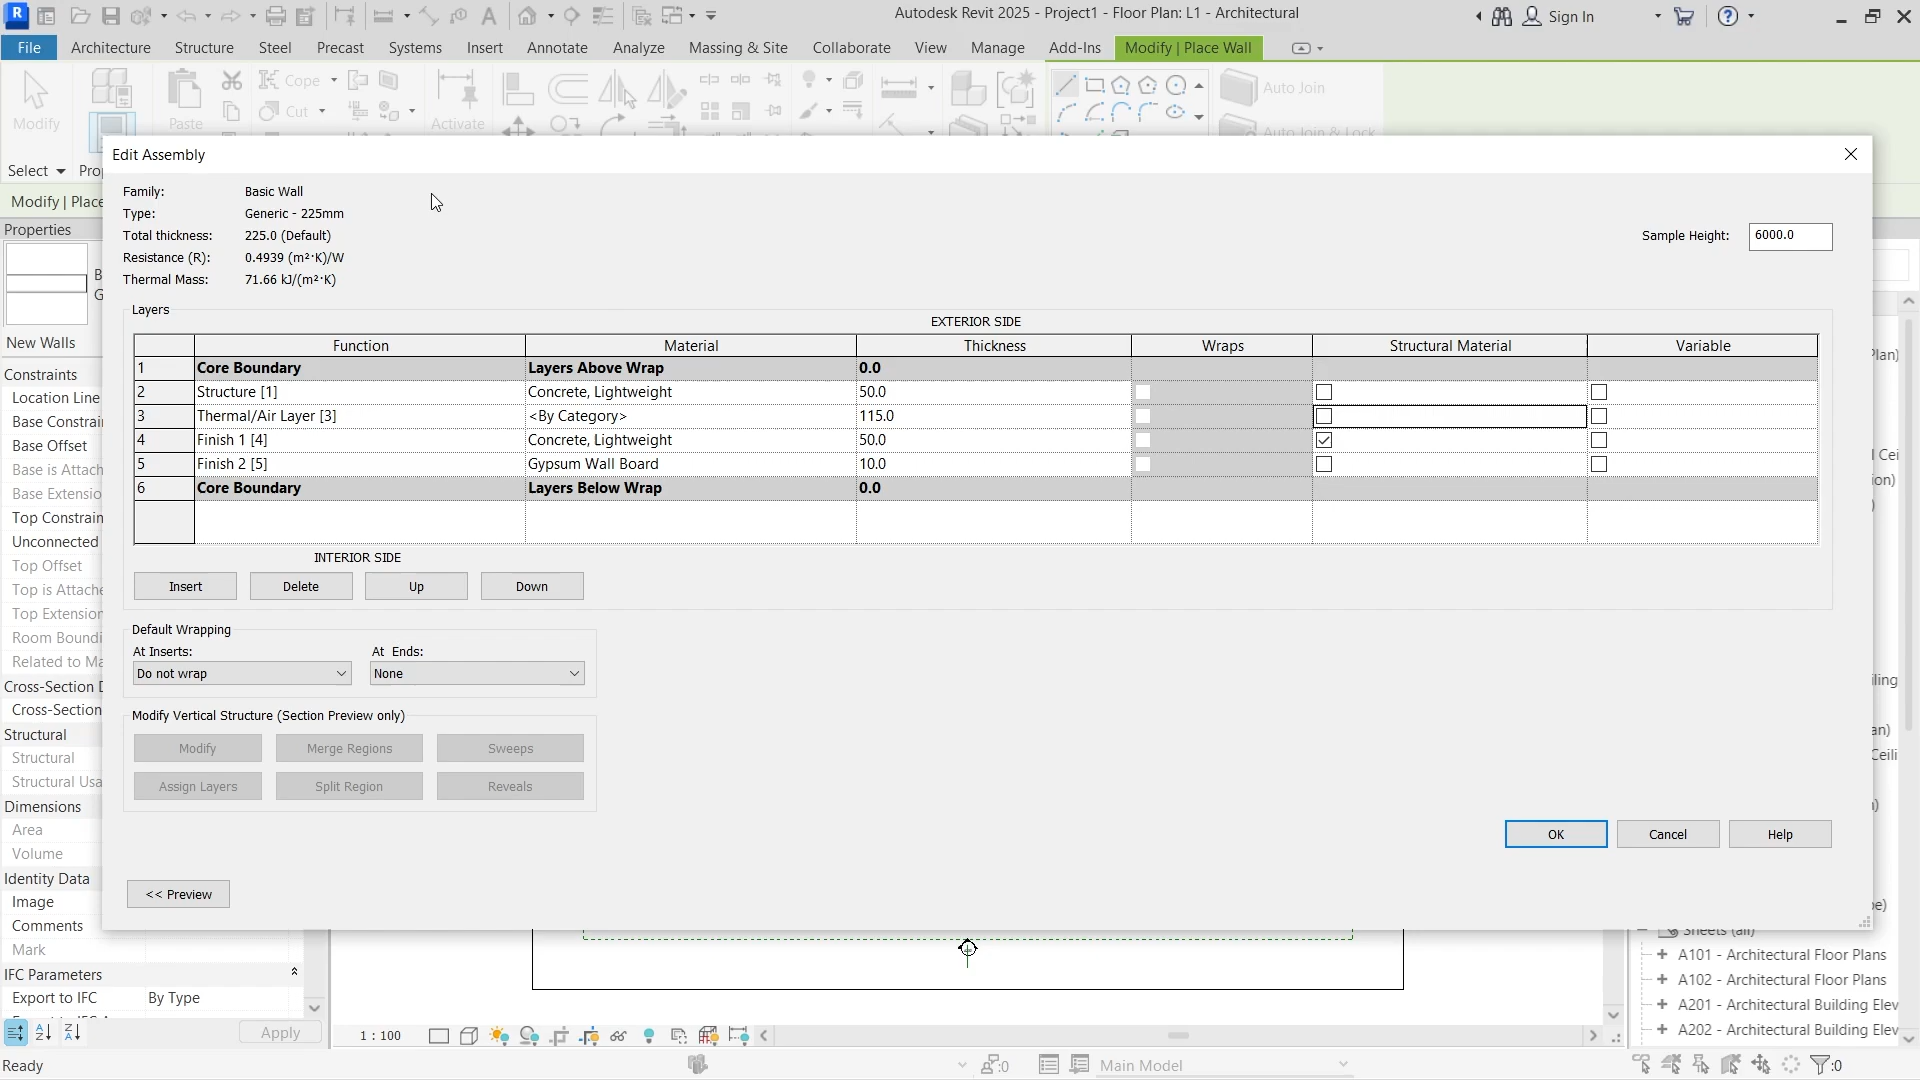 Autodesk Revit 2025 - Project1 - Floor Plan: L1 - Architectural
Sign In
File Architecture Structure Steel Precast Systems Insert Annotate Analyze Massing & Site Collaborate View Manage Add-Ins Modify | Place Wall
Modify
Paste
Cope
Cut
Activate
Auto Join
Auto Join & Lock
Select
Modify | Place
Properties
New Walls
Constraints
Location Line
Base Constrai
Base Offset
Base is Attach
Base Extensio
Top Constrain
Unconnected
Top Offset
Top is Attache
Top Extension
Room Boundi
Related to Ma
Cross-Section D
Cross-Section
Structural
Structural
Structural Usa
Dimensions
Area
Volume
Identity Data
Image
Comments
Mark
IFC Parameters
Export to IFC By Type
Apply
Ready
Edit Assembly
Family: Basic Wall
Type: Generic - 225mm
Total thickness: 225.0 (Default)
Resistance (R): 0.4939 (m²·K)/W
Thermal Mass: 71.66 kJ/(m²·K)
Sample Height: 6000.0
Layers
EXTERIOR SIDE
Function Material Thickness Wraps Structural Material Variable
1 Core Boundary Layers Above Wrap 0.0
2 Structure [1] Concrete, Lightweight 50.0
3 Thermal/Air Layer [3] <By Category> 115.0
4 Finish 1 [4] Concrete, Lightweight 50.0
5 Finish 2 [5] Gypsum Wall Board 10.0
6 Core Boundary Layers Below Wrap 0.0
INTERIOR SIDE
Insert Delete Up Down
Default Wrapping
At Inserts: At Ends:
Do not wrap None
Modify Vertical Structure (Section Preview only)
Modify Merge Regions Sweeps
Assign Layers Split Region Reveals
OK Cancel Help
<< Preview
Sheets (all)
A101 - Architectural Floor Plans
A102 - Architectural Floor Plans
A201 - Architectural Building Elev
A202 - Architectural Building Elev
1 : 100
:0
Main Model
:0